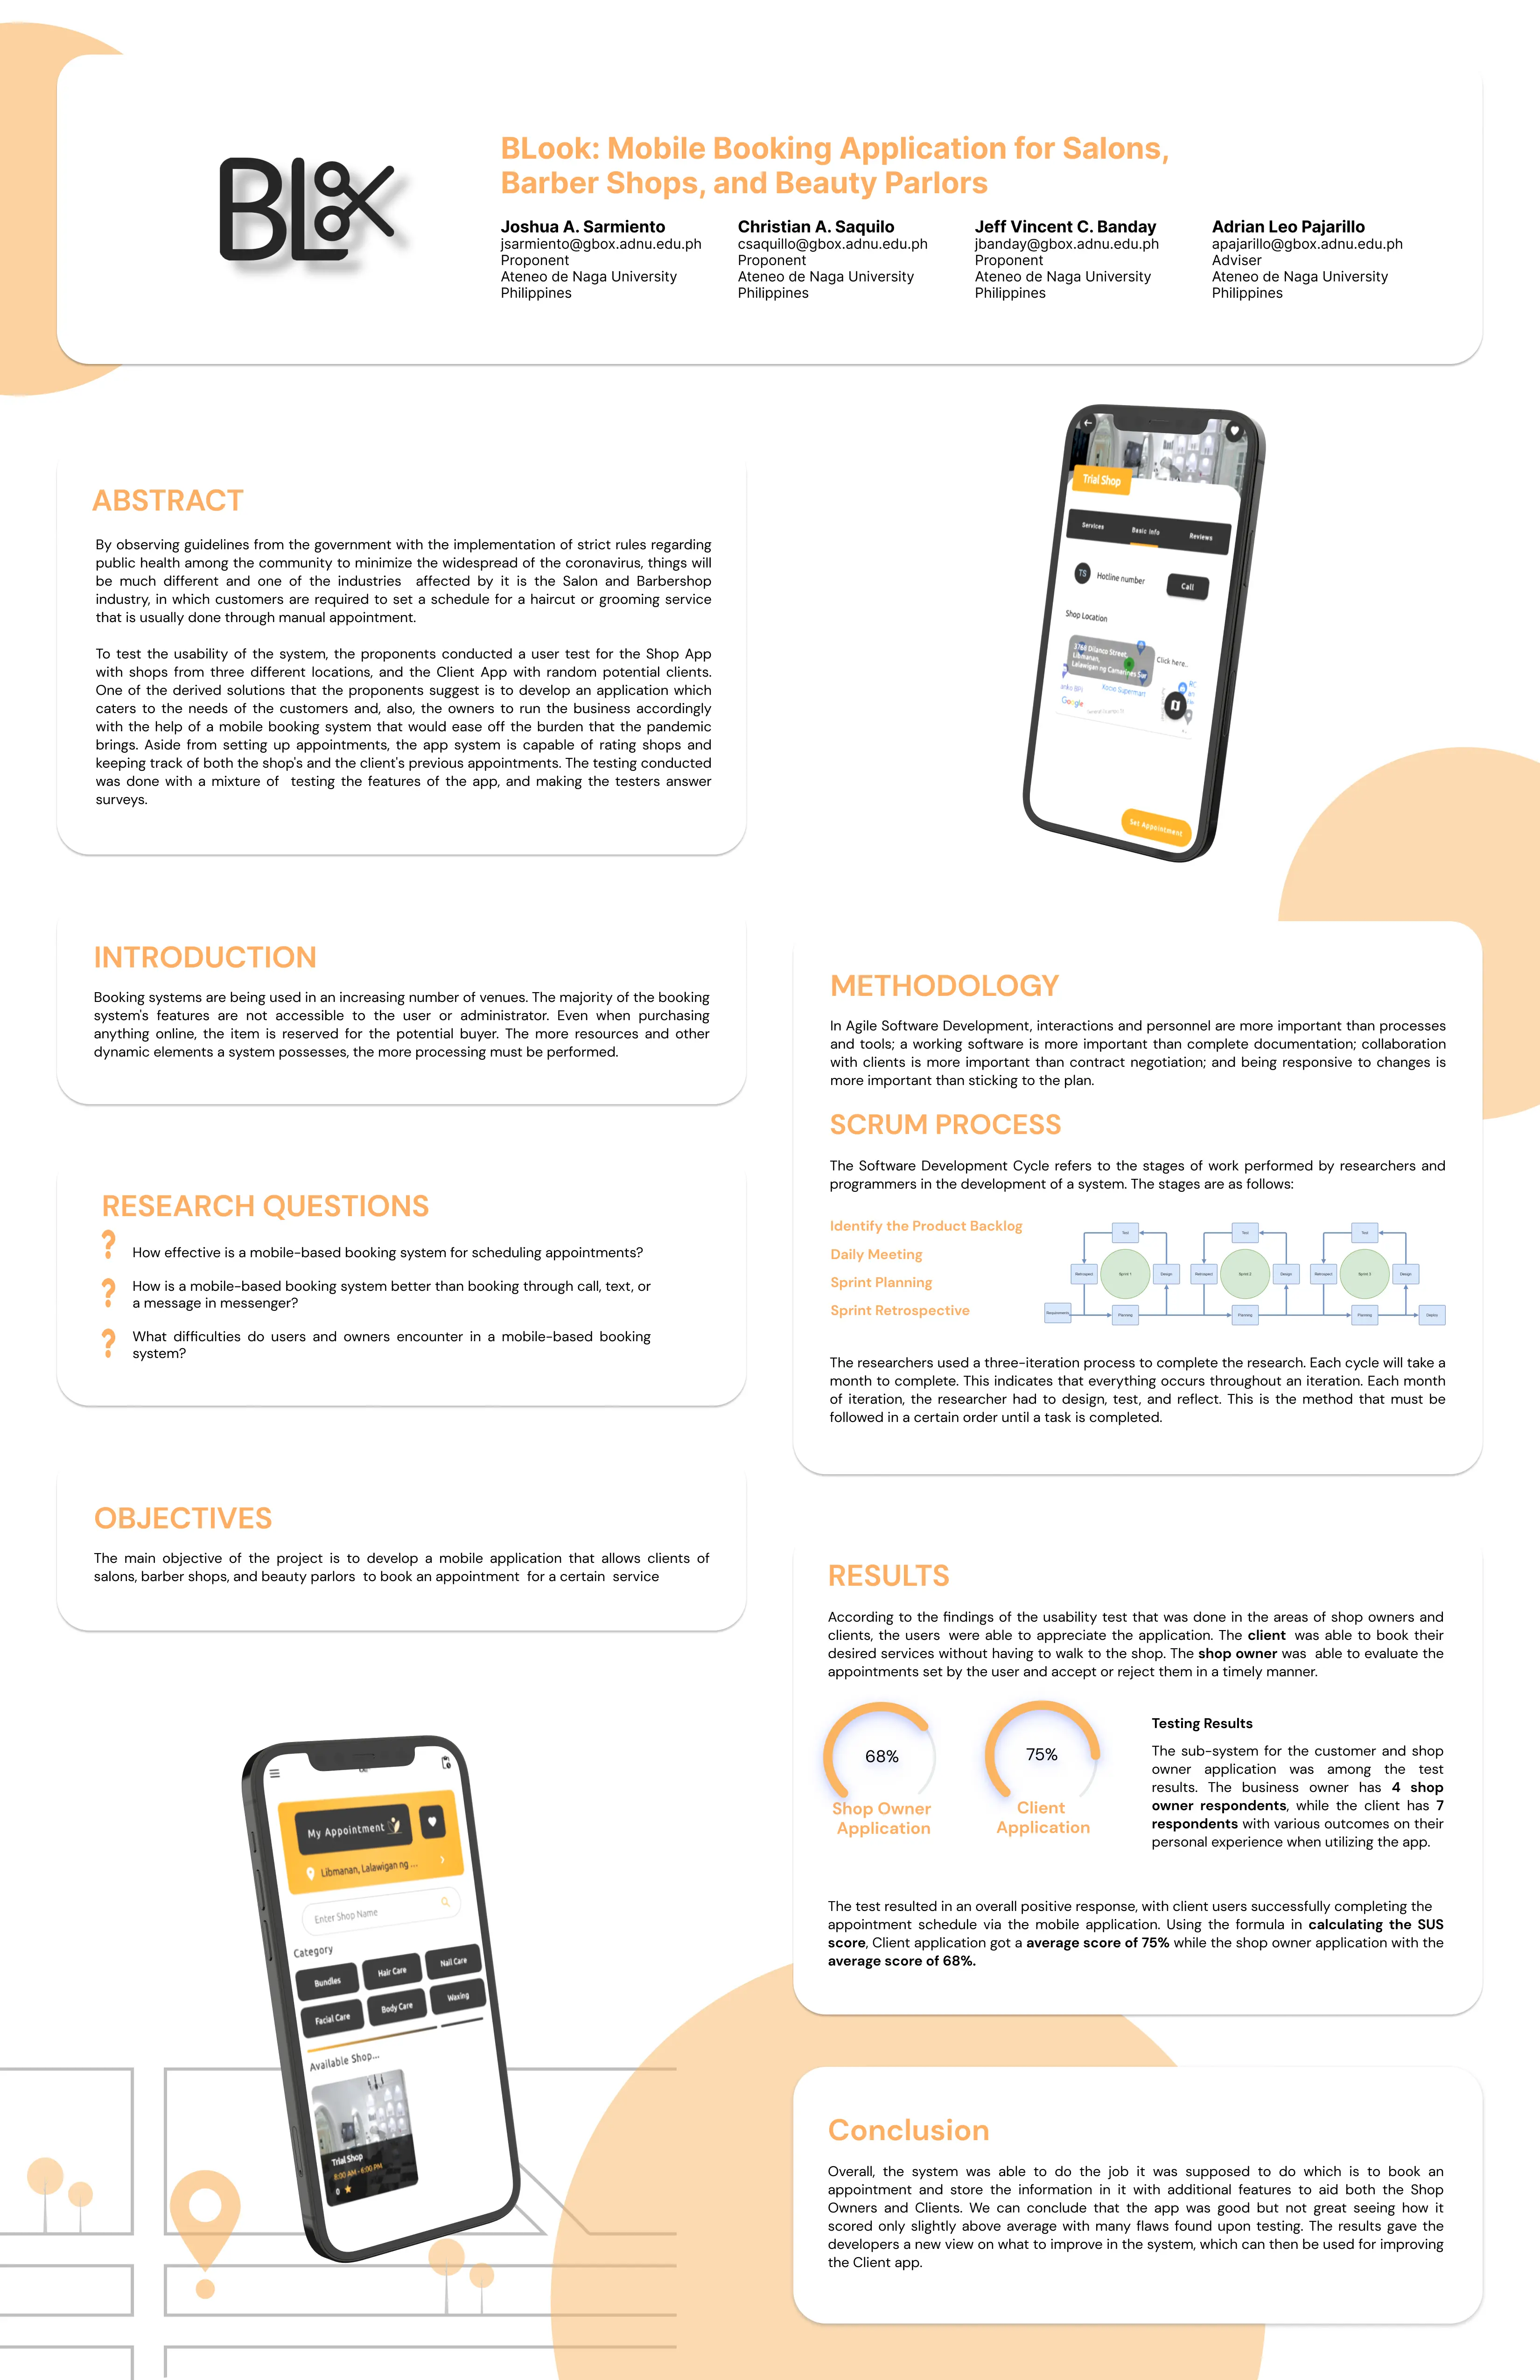 BLook
BLook: Mobile Booking Application for Salons,
Barber Shops, and Beauty Parlors
Joshua A. Sarmiento
jsarmiento@gbox.adnu.edu.ph
Proponent
Ateneo de Naga University
Philippines
Christian A. Saquilo
csaquillo@gbox.adnu.edu.ph
Proponent
Ateneo de Naga University
Philippines
Jeff Vincent C. Banday
jbanday@gbox.adnu.edu.ph
Proponent
Ateneo de Naga University
Philippines
Adrian Leo Pajarillo
apajarillo@gbox.adnu.edu.ph
Adviser
Ateneo de Naga University
Philippines
ABSTRACT
By observing guidelines from the government with the implementation of strict rules regarding
public health among the community to minimize the widespread of the coronavirus, things will
be much different and one of the industries affected by it is the Salon and Barbershop
industry, in which customers are required to set a schedule for a haircut or grooming service
that is usually done through manual appointment.
To test the usability of the system, the proponents conducted a user test for the Shop App
with shops from three different locations, and the Client App with random potential clients.
One of the derived solutions that the proponents suggest is to develop an application which
caters to the needs of the customers and, also, the owners to run the business accordingly
with the help of a mobile booking system that would ease off the burden that the pandemic
brings. Aside from setting up appointments, the app system is capable of rating shops and
keeping track of both the shop's and the client's previous appointments. The testing conducted
was done with a mixture of testing the features of the app, and making the testers answer
surveys.
Trial Shop
Services
Basic Info
Reviews
TS
Hotline number
Call
Shop Location
3768 Dilanco Street,
Libmanan,
Lalawigan ng Camarines Sur
Click here..
anko BPI
Kozio Supermart
Google
Set Appointment
INTRODUCTION
Booking systems are being used in an increasing number of venues. The majority of the booking
system's features are not accessible to the user or administrator. Even when purchasing
anything online, the item is reserved for the potential buyer. The more resources and other
dynamic elements a system possesses, the more processing must be performed.
RESEARCH QUESTIONS
? How effective is a mobile-based booking system for scheduling appointments?
? How is a mobile-based booking system better than booking through call, text, or
a message in messenger?
? What difficulties do users and owners encounter in a mobile-based booking
system?
OBJECTIVES
The main objective of the project is to develop a mobile application that allows clients of
salons, barber shops, and beauty parlors to book an appointment for a certain service
My Appointment
Libmanan, Lalawigan ng ...
Enter Shop Name
Category
Bundles
Hair Care
Nail Care
Facial Care
Body Care
Waxing
Available Shop...
Trial Shop
8:00 AM - 6:00 PM
0
METHODOLOGY
In Agile Software Development, interactions and personnel are more important than processes
and tools; a working software is more important than complete documentation; collaboration
with clients is more important than contract negotiation; and being responsive to changes is
more important than sticking to the plan.
SCRUM PROCESS
The Software Development Cycle refers to the stages of work performed by researchers and
programmers in the development of a system. The stages are as follows:
Identify the Product Backlog
Daily Meeting
Sprint Planning
Sprint Retrospective
Test
Test
Test
Retrospect
Sprint 1
Design
Retrospect
Sprint 2
Design
Retrospect
Sprint 3
Design
Requirements
Planning
Planning
Planning
Deploy
The researchers used a three-iteration process to complete the research. Each cycle will take a
month to complete. This indicates that everything occurs throughout an iteration. Each month
of iteration, the researcher had to design, test, and reflect. This is the method that must be
followed in a certain order until a task is completed.
RESULTS
According to the findings of the usability test that was done in the areas of shop owners and
clients, the users were able to appreciate the application. The client was able to book their
desired services without having to walk to the shop. The shop owner was able to evaluate the
appointments set by the user and accept or reject them in a timely manner.
68%
Shop Owner
Application
75%
Client
Application
Testing Results
The sub-system for the customer and shop
owner application was among the test
results. The business owner has 4 shop
owner respondents, while the client has 7
respondents with various outcomes on their
personal experience when utilizing the app.
The test resulted in an overall positive response, with client users successfully completing the
appointment schedule via the mobile application. Using the formula in calculating the SUS
score, Client application got a average score of 75% while the shop owner application with the
average score of 68%.
Conclusion
Overall, the system was able to do the job it was supposed to do which is to book an
appointment and store the information in it with additional features to aid both the Shop
Owners and Clients. We can conclude that the app was good but not great seeing how it
scored only slightly above average with many flaws found upon testing. The results gave the
developers a new view on what to improve in the system, which can then be used for improving
the Client app.